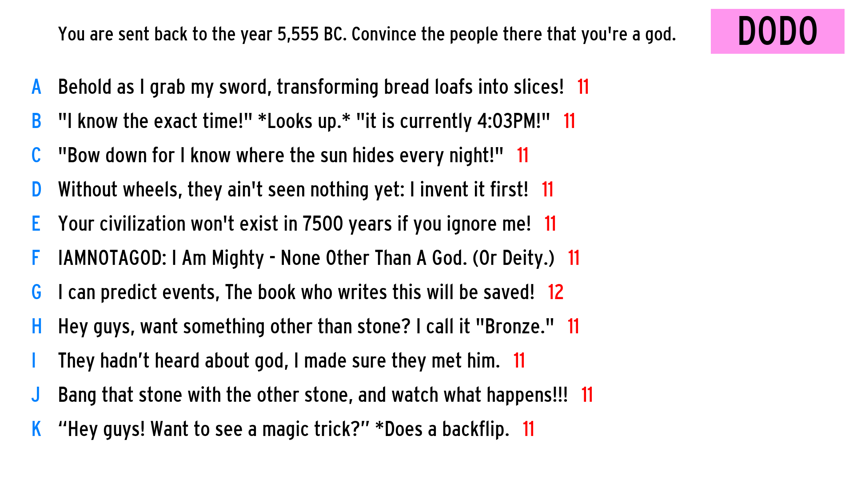 You are sent back to the year 5,555 BC. Convince the people there that you're a god.
DODO
A Behold as I grab my sword, transforming bread loafs into slices! 11
B "I know the exact time!" *Looks up.* "it is currently 4:03PM!" 11
C "Bow down for I know where the sun hides every night!" 11
D Without wheels, they ain't seen nothing yet: I invent it first! 11
E Your civilization won't exist in 7500 years if you ignore me! 11
F IAMNOTAGOD: I Am Mighty - None Other Than A God. (Or Deity.) 11
G I can predict events, The book who writes this will be saved! 12
H Hey guys, want something other than stone? I call it "Bronze." 11
I They hadn’t heard about god, I made sure they met him. 11
J Bang that stone with the other stone, and watch what happens!!! 11
K “Hey guys! Want to see a magic trick?” *Does a backflip. 11